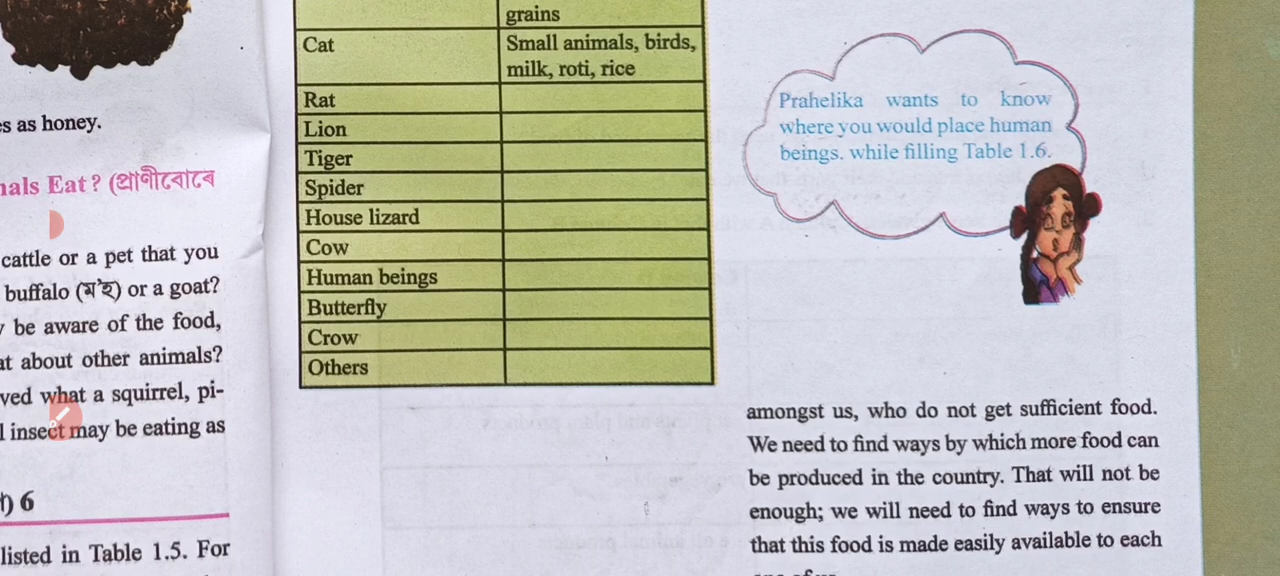 s as honey.
nals Eat? (প্ৰাণীবোৰে
cattle or a pet that you
buffalo (ম'হ) or a goat?
be aware of the food,
at about other animals?
ved what a squirrel, pi-
insect may be eating as
6
listed in Table 1.5. For
grains
Cat Small animals, birds,
milk, roti, rice
Rat
Lion
Tiger
Spider
House lizard
Cow
Human beings
Butterfly
Crow
Others
Prahelika wants to know
where you would place human
beings. while filling Table 1.6.
amongst us, who do not get sufficient food.
We need to find ways by which more food can
be produced in the country. That will not be
enough; we will need to find ways to ensure
that this food is made easily available to each